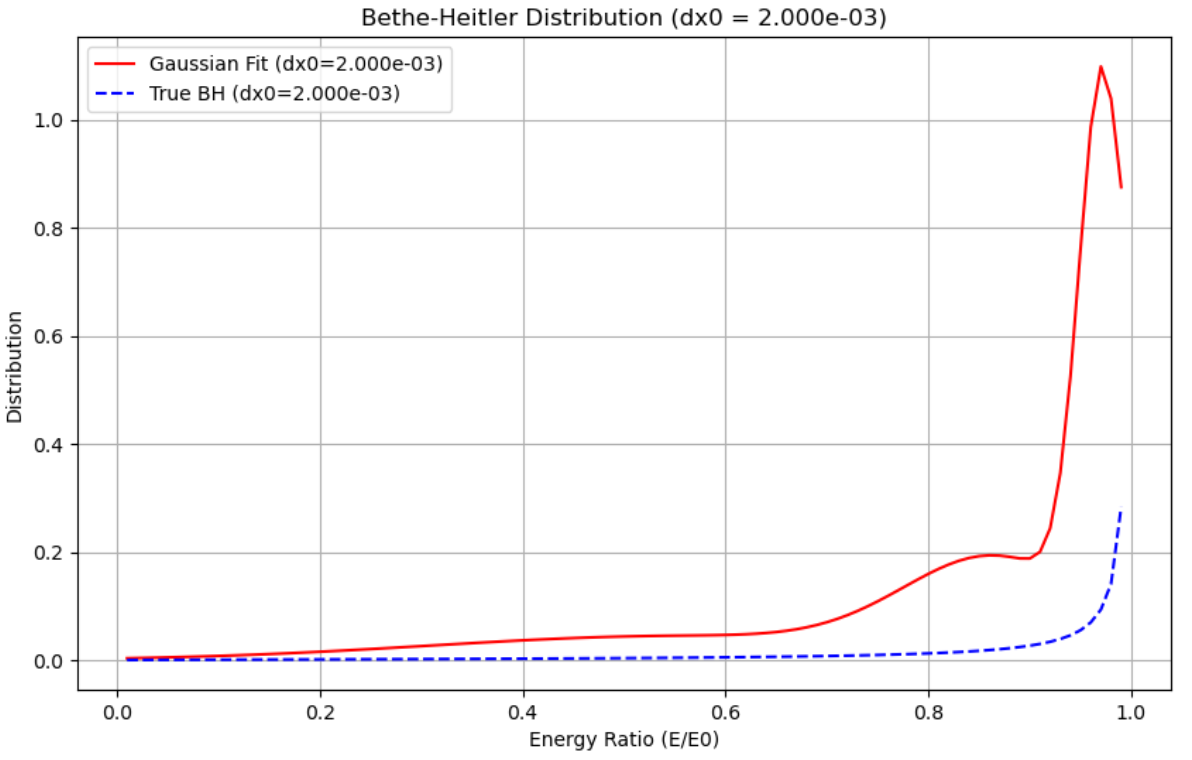 Bethe-Heitler Distribution (dx0 = 2.000e-03)
Gaussian Fit (dx0=2.000e-03)
True BH (dx0=2.000e-03)
1.0
0.8
0.6
0.4
0.2
0.0
Distribution
0.0 0.2 0.4 0.6 0.8 1.0
Energy Ratio (E/E0)